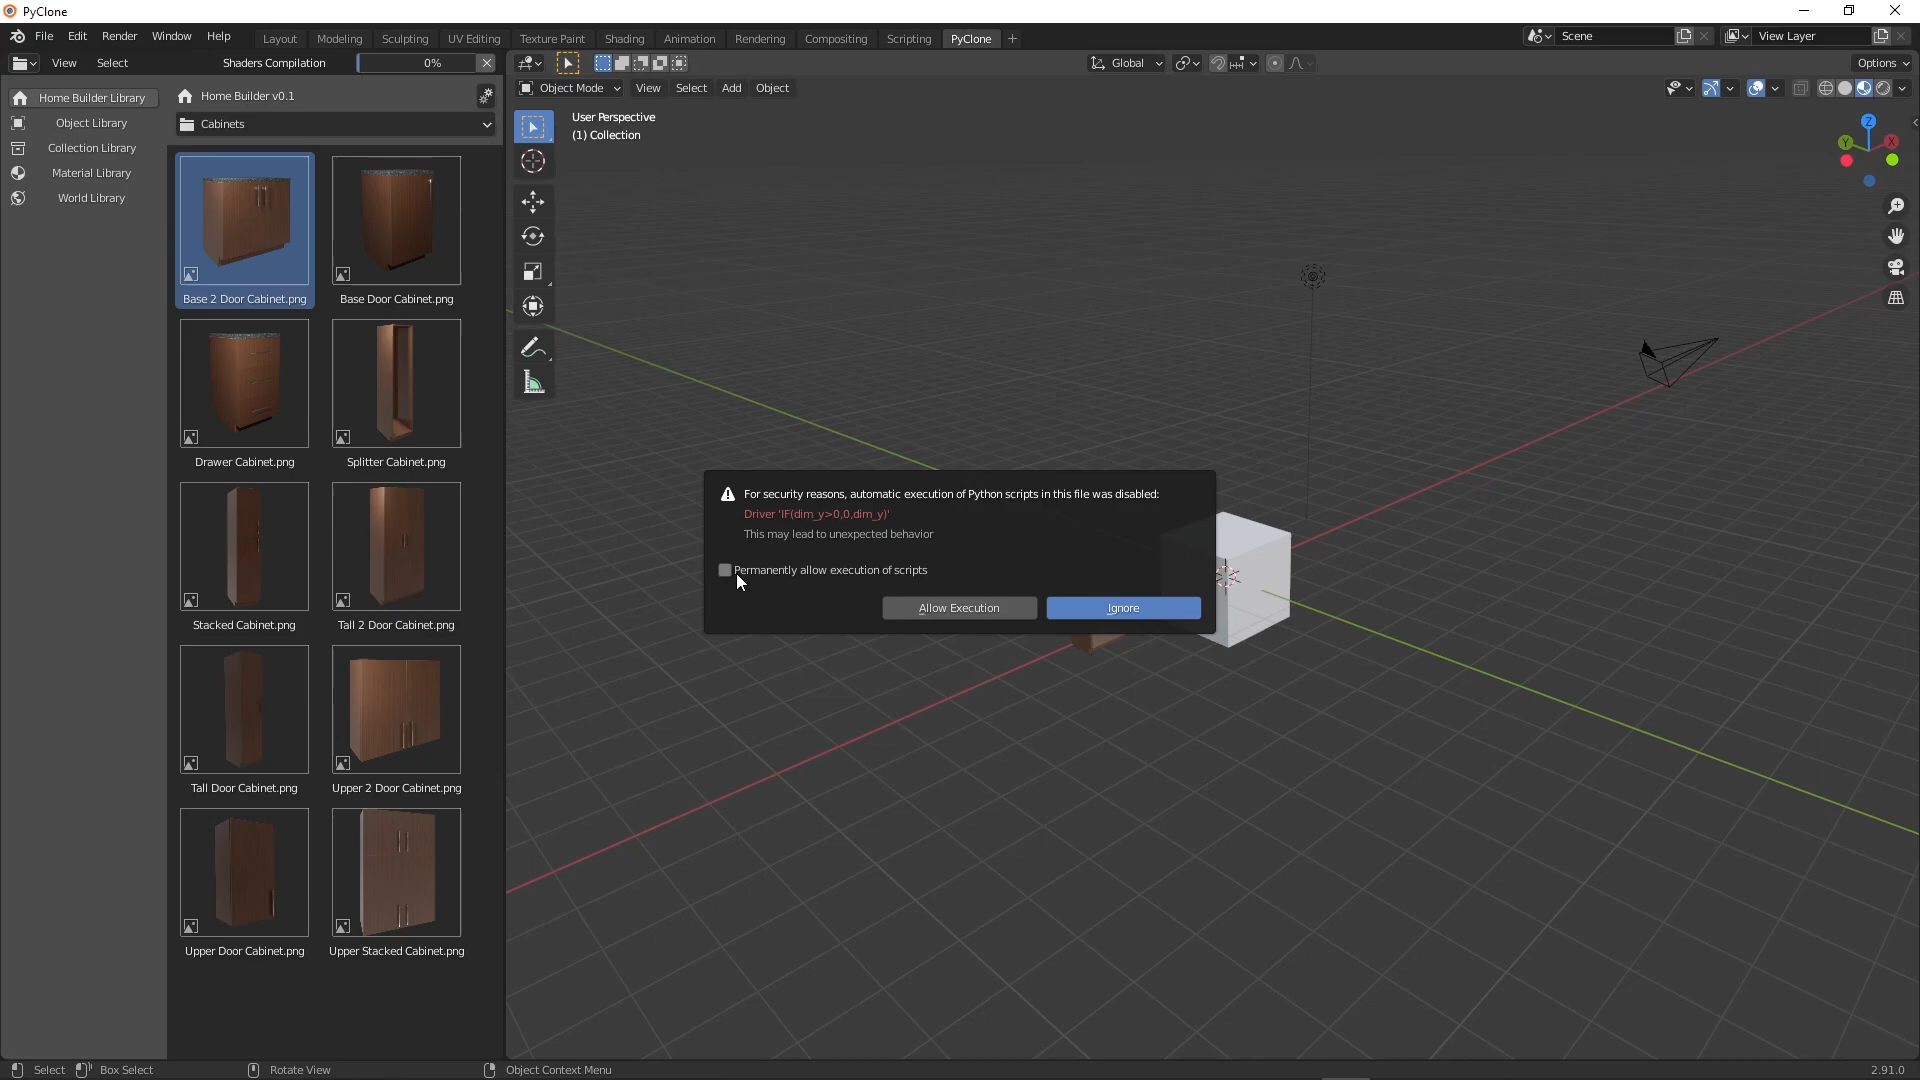 PyClone
File Edit Render Window Help Layout Modeling Sculpting UV Editing Texture Paint Shading Animation Rendering Compositing Scripting PyClone + Scene View Layer
View Select Shaders Compilation 0% Global Options
Object Mode View Select Add Object
Home Builder Library
Object Library
Collection Library
Material Library
World Library
Home Builder v0.1
Cabinets
Base 2 Door Cabinet.png Base Door Cabinet.png
Drawer Cabinet.png Splitter Cabinet.png
Stacked Cabinet.png Tall 2 Door Cabinet.png
Tall Door Cabinet.png Upper 2 Door Cabinet.png
Upper Door Cabinet.png Upper Stacked Cabinet.png
User Perspective
(1) Collection
Z
Y X
For security reasons, automatic execution of Python scripts in this file was disabled:
Driver 'IF(dim_y>0,0,dim_y)'
This may lead to unexpected behavior
Permanently allow execution of scripts
Allow Execution Ignore
Select Box Select Rotate View Object Context Menu 2.91.0